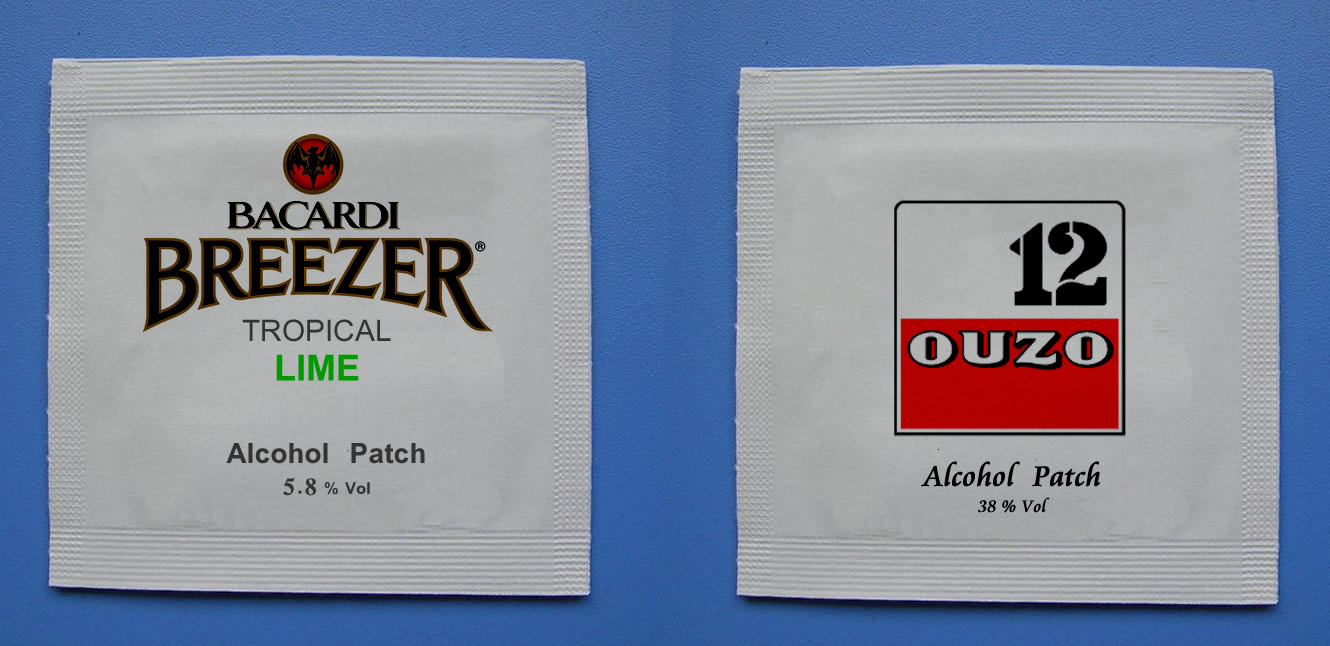 BACARDI
BREEZER®
TROPICAL
LIME
Alcohol Patch
5.8 % Vol
12
OUZO
Alcohol Patch
38 % Vol